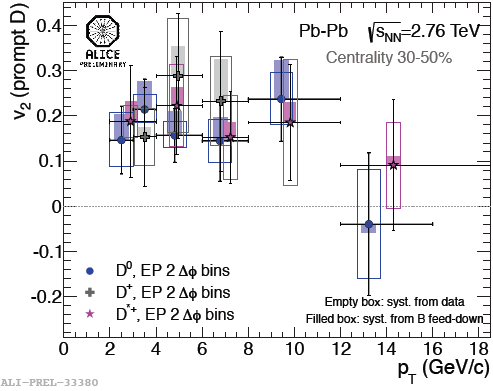 v2 (prompt D)
0.4
0.3
0.2
0.1
0
-0.1
-0.2
ALICE
PRELIMINARY
Pb-Pb √sNN=2.76 TeV
Centrality 30-50%
D0, EP 2 Δϕ bins
D+, EP 2 Δϕ bins
D*+, EP 2 Δϕ bins
Empty box: syst. from data
Filled box: syst. from B feed-down
0 2 4 6 8 10 12 14 16 18
pT (GeV/c)
ALI-PREL-33380